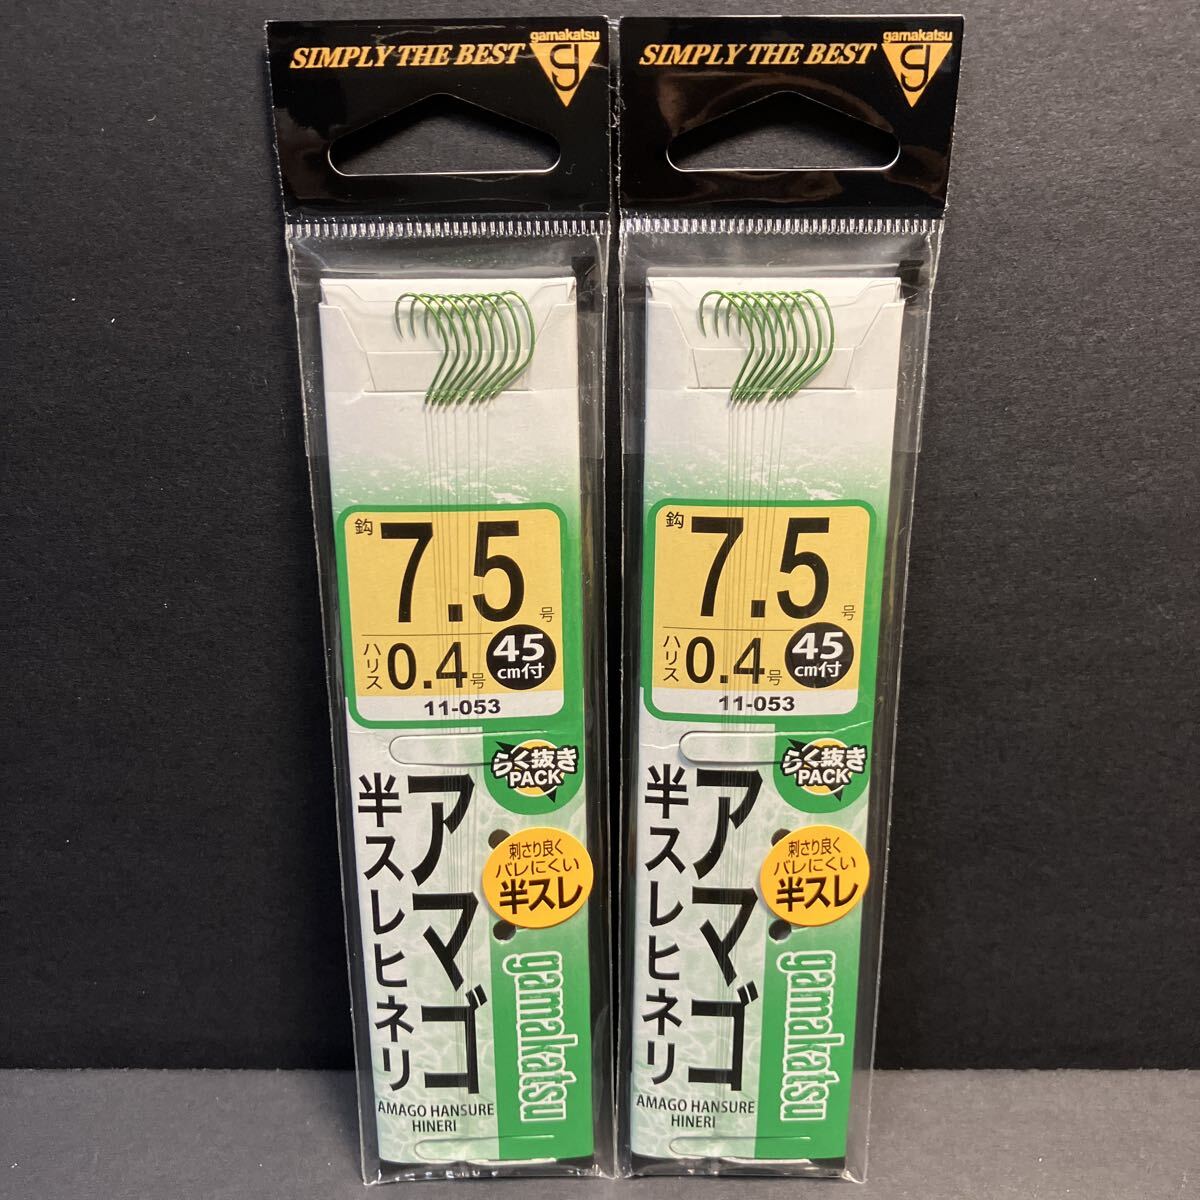 SIMPLY THE BEST
gamakatsu
鈎
7.5号
ハリス
0.4号
45
cm付
11-053
らく抜き
PACK
アマゴ
半スレヒネリ
刺さり良く
バレにくい
半スレ
gamakatsu
AMAGO HANSURE
HINERI
SIMPLY THE BEST
gamakatsu
鈎
7.5号
ハリス
0.4号
45
cm付
11-053
らく抜き
PACK
アマゴ
半スレヒネリ
刺さり良く
バレにくい
半スレ
gamakatsu
AMAGO HANSURE
HINERI